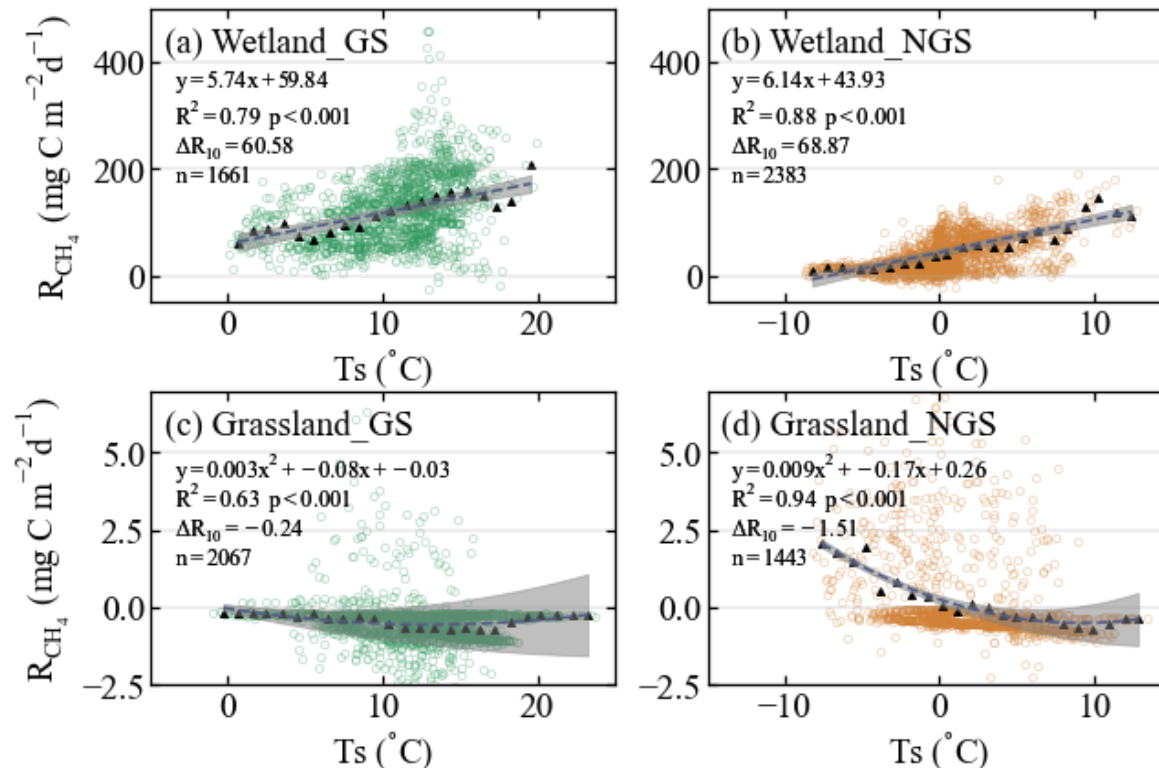 (a) Wetland_GS
y=5.74x+59.84
R² = 0.79 p<0.001
ΔR₁₀ = 60.58
n=1661
400
200
0
0 10 20
Ts (°C)
R_CH₄ (mg C m⁻² d⁻¹)
(b) Wetland_NGS
y=6.14x+43.93
R² = 0.88 p<0.001
ΔR₁₀ = 68.87
n=2383
400
200
0
−10 0 10
Ts (°C)
(c) Grassland_GS
y=0.003x² + −0.08x+ −0.03
R² = 0.63 p<0.001
ΔR₁₀ = −0.24
n=2067
5.0
2.5
0.0
−2.5
0 10 20
Ts (°C)
R_CH₄ (mg C m⁻² d⁻¹)
(d) Grassland_NGS
y=0.009x² + −0.17x+0.26
R² = 0.94 p<0.001
ΔR₁₀ = −1.51
n=1443
5.0
2.5
0.0
−2.5
−10 0 10
Ts (°C)